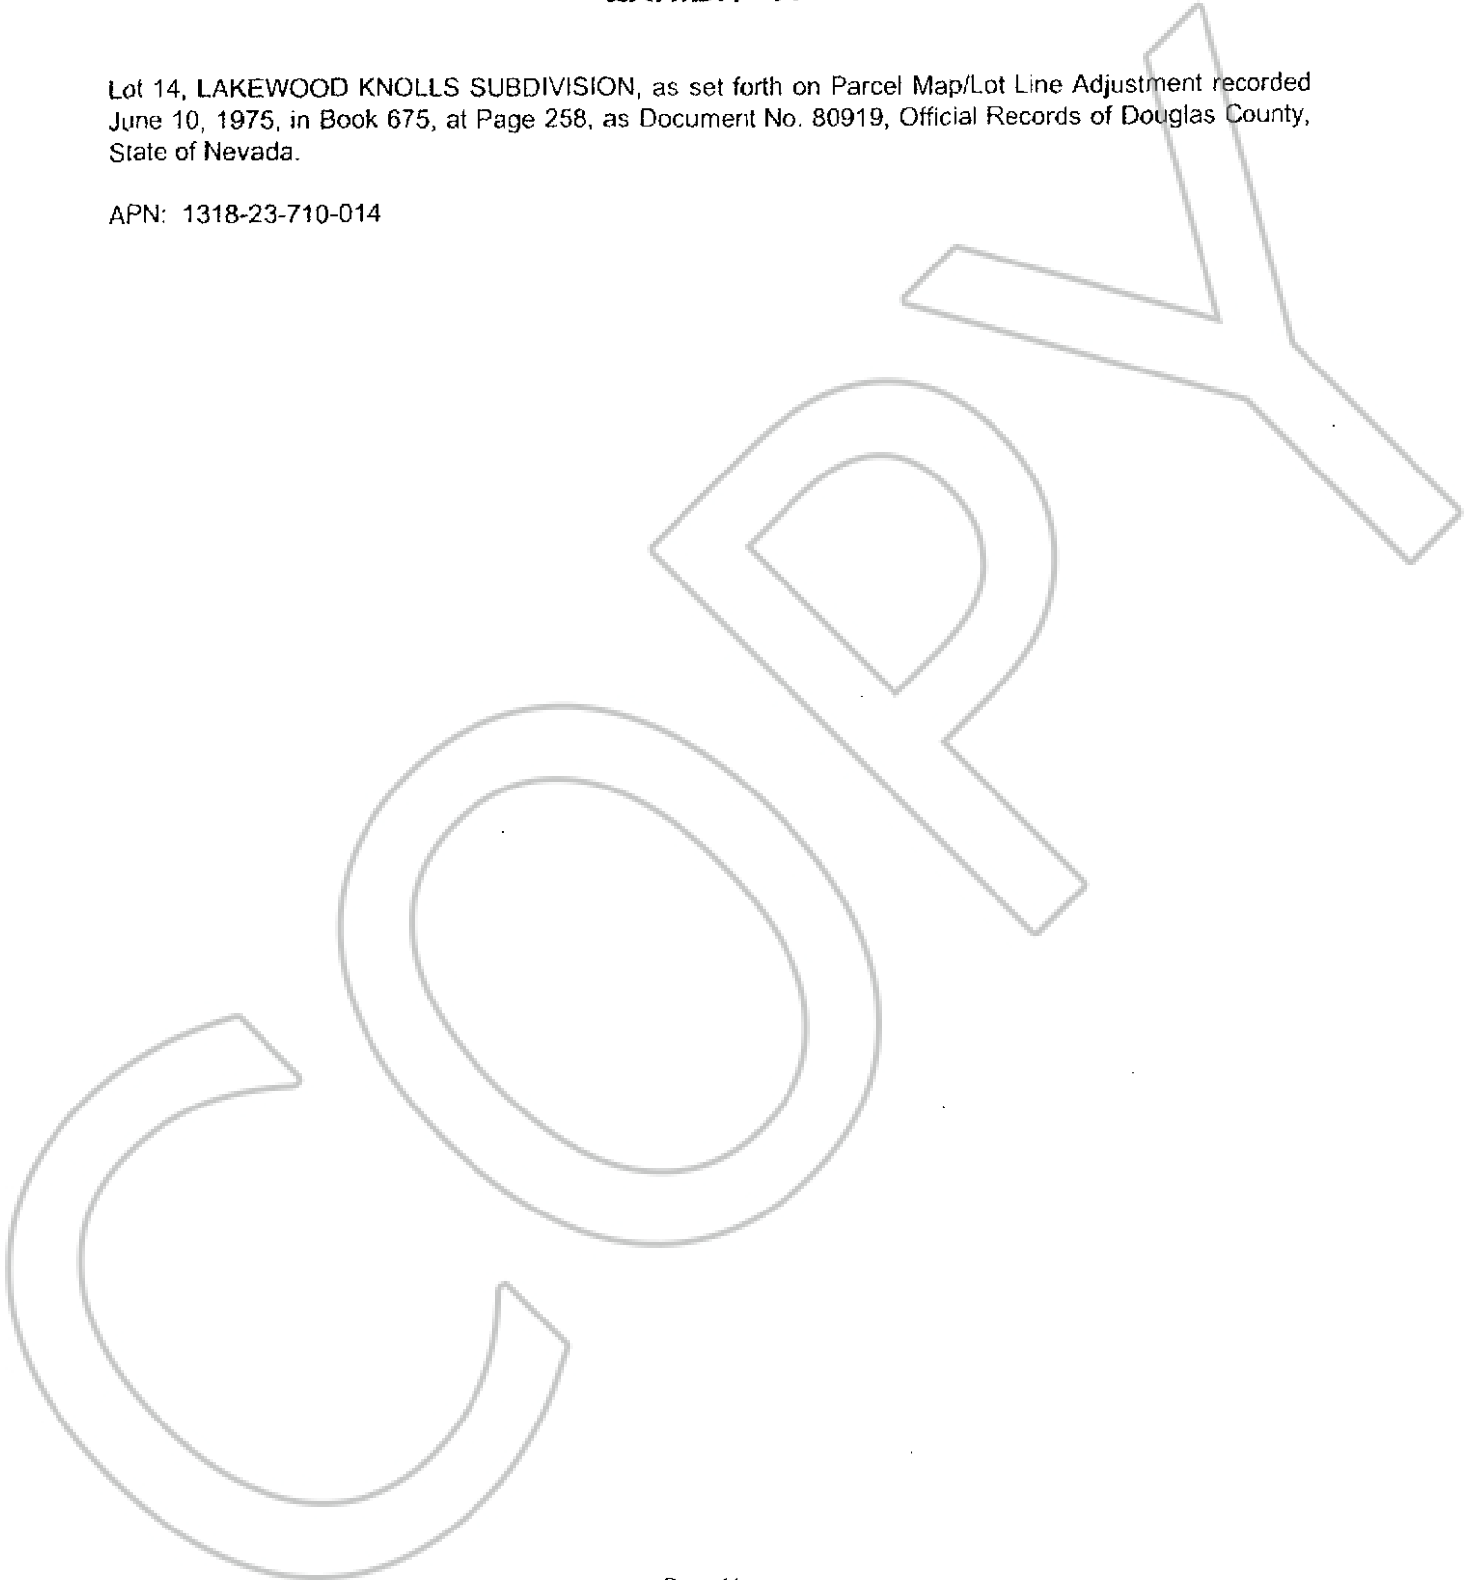 Lot 14, LAKEWOOD KNOLLS SUBDIVISION, as set forth on Parcel Map/Lot Line Adjustment recorded
June 10, 1975, in Book 675, at Page 258, as Document No. 80919, Official Records of Douglas County,
State of Nevada.
APN: 1318-23-710-014
COPY